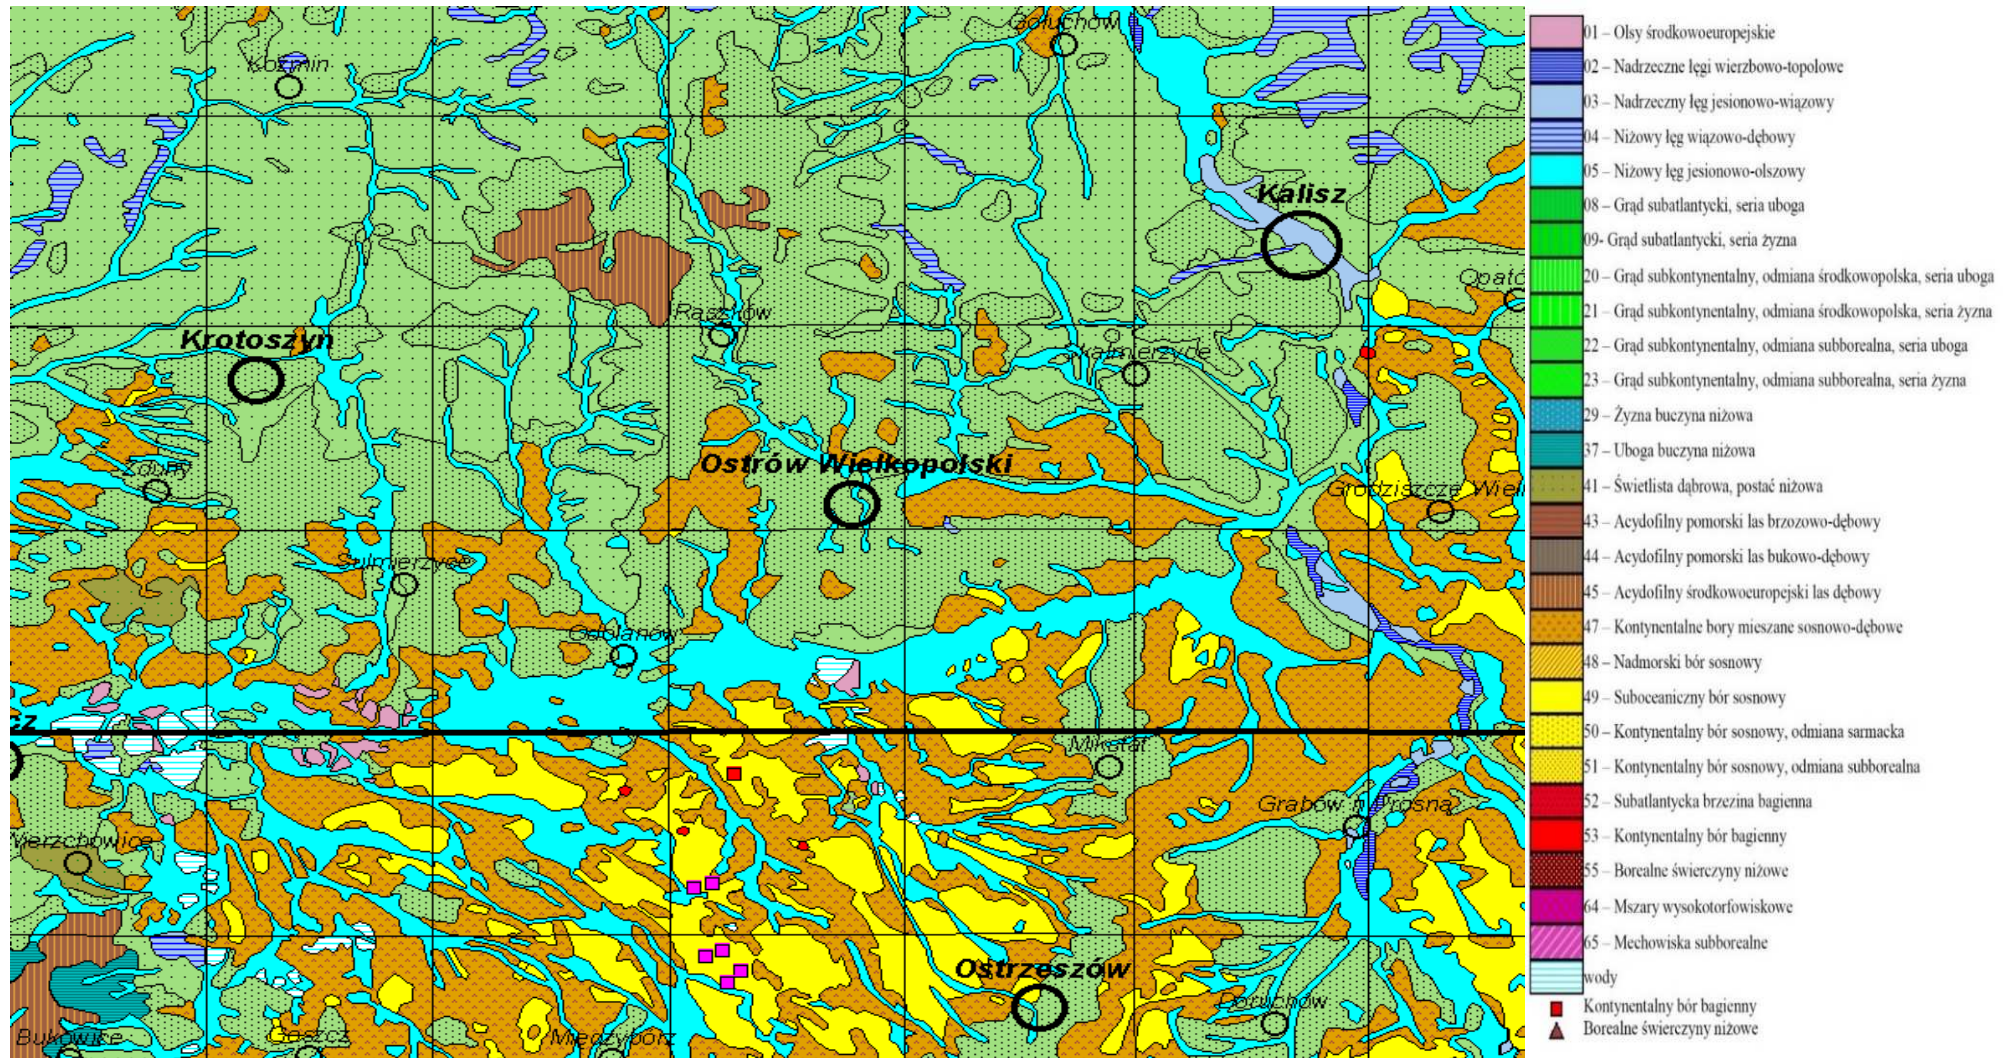 Gołuchów
Koźmin
Kalisz
Opató
Raszków
Krotoszyn
Skalmierzyce
Ostrów Wielkopolski
Zduny
Grodziszcze Wiel
Sulmierzyce
Odolanów
cz
Mikstat
Grabów n.Prosną
Wierzchowice
Ostrzeszów
Doruchów
Bukowice
Goszcz
Międzybórz
01 – Olsy środkowoeuropejskie
02 – Nadrzeczne łęgi wierzbowo-topolowe
03 – Nadrzeczny łęg jesionowo-wiązowy
04 – Niżowy łęg wiązowo-dębowy
05 – Niżowy łęg jesionowo-olszowy
08 – Grąd subatlantycki, seria uboga
09- Grąd subatlantycki, seria żyzna
20 – Grąd subkontynentalny, odmiana środkowopolska, seria uboga
21 – Grąd subkontynentalny, odmiana środkowopolska, seria żyzna
22 – Grąd subkontynentalny, odmiana subborealna, seria uboga
23 – Grąd subkontynentalny, odmiana subborealna, seria żyzna
29 – Żyzna buczyna niżowa
37 – Uboga buczyna niżowa
41 – Świetlista dąbrowa, postać niżowa
43 – Acydofilny pomorski las brzozowo-dębowy
44 – Acydofilny pomorski las bukowo-dębowy
45 – Acydofilny środkowoeuropejski las dębowy
47 – Kontynentalne bory mieszane sosnowo-dębowe
48 – Nadmorski bór sosnowy
49 – Suboceaniczny bór sosnowy
50 – Kontynentalny bór sosnowy, odmiana sarmacka
51 – Kontynentalny bór sosnowy, odmiana subborealna
52 – Subatlantycka brzezina bagienna
53 – Kontynentalny bór bagienny
55 – Borealne świerczyny niżowe
64 – Mszary wysokotorfowiskowe
65 – Mechowiska subborealne
wody
Kontynentalny bór bagienny
Borealne świerczyny niżowe